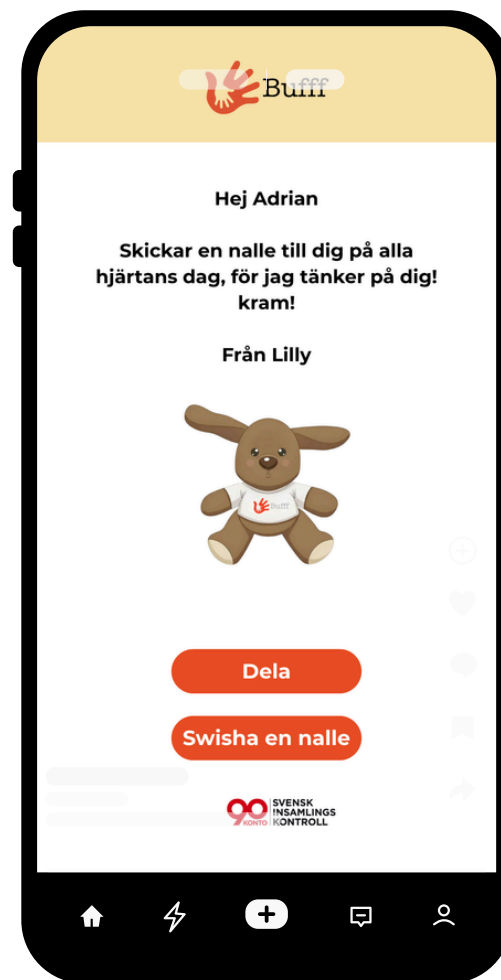 Bufff
Hej Adrian
Skickar en nalle till dig på alla
hjärtans dag, för jag tänker på dig!
kram!
Från Lilly
Bufff
Dela
Swisha en nalle
90 KONTO
SVENSK
INSAMLINGS
KONTROLL